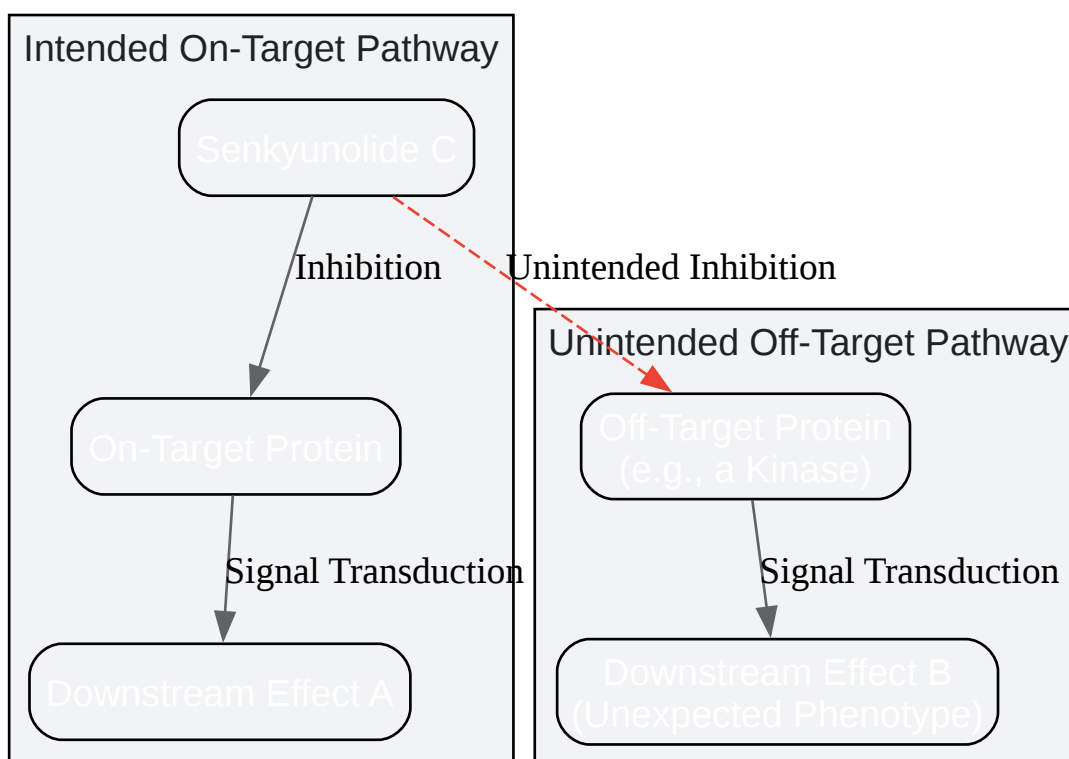 Intended On-Target Pathway
Senkyunolide C
Inhibition
Unintended Inhibition
Unintended Off-Target Pathway
On-Target Protein
Off-Target Protein
(e.g., a Kinase)
Signal Transduction
Signal Transduction
Downstream Effect A
Downstream Effect B
(Unexpected Phenotype)